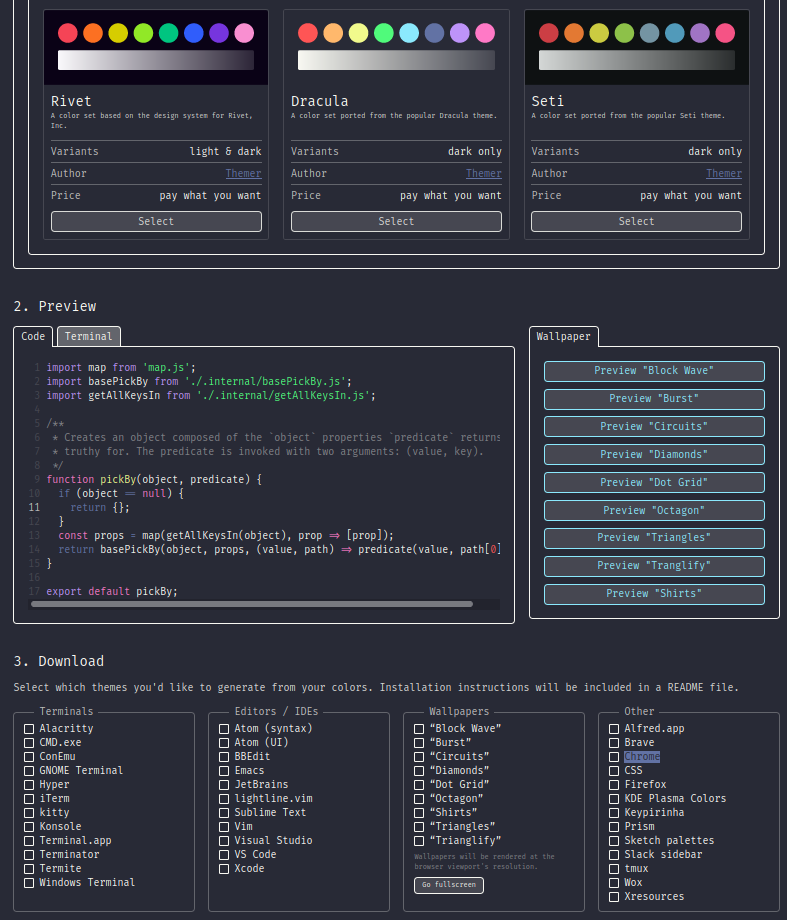 Rivet
A color set based on the design system for Rivet,
Inc.
Variants light & dark
Author Themer
Price pay what you want
Select
Dracula
A color set ported from the popular Dracula theme.
Variants dark only
Author Themer
Price pay what you want
Select
Seti
A color set ported from the popular Seti theme.
Variants dark only
Author Themer
Price pay what you want
Select
2. Preview
Code Terminal
1 import map from 'map.js';
2 import basePickBy from './.internal/basePickBy.js';
3 import getAllKeysIn from './.internal/getAllKeysIn.js';
4
5 /**
6 * Creates an object composed of the `object` properties `predicate` returns
7 * truthy for. The predicate is invoked with two arguments: (value, key).
8 */
9 function pickBy(object, predicate) {
10 if (object == null) {
11 return {};
12 }
13 const props = map(getAllKeysIn(object), prop => [prop]);
14 return basePickBy(object, props, (value, path) => predicate(value, path[0]
15 }
16
17 export default pickBy;
Wallpaper
Preview "Block Wave"
Preview "Burst"
Preview "Circuits"
Preview "Diamonds"
Preview "Dot Grid"
Preview "Octagon"
Preview "Triangles"
Preview "Tranglify"
Preview "Shirts"
3. Download
Select which themes you'd like to generate from your colors. Installation instructions will be included in a README file.
Terminals
Alacritty
CMD.exe
ConEmu
GNOME Terminal
Hyper
iTerm
kitty
Konsole
Terminal.app
Terminator
Termite
Windows Terminal
Editors / IDEs
Atom (syntax)
Atom (UI)
BBEdit
Emacs
JetBrains
lightline.vim
Sublime Text
Vim
Visual Studio
VS Code
Xcode
Wallpapers
“Block Wave”
“Burst”
“Circuits”
“Diamonds”
“Dot Grid”
“Octagon”
“Shirts”
“Triangles”
“Trianglify”
Wallpapers will be rendered at the
browser viewport's resolution.
Go fullscreen
Other
Alfred.app
Brave
Chrome
CSS
Firefox
KDE Plasma Colors
Keypirinha
Prism
Sketch palettes
Slack sidebar
tmux
Wox
Xresources